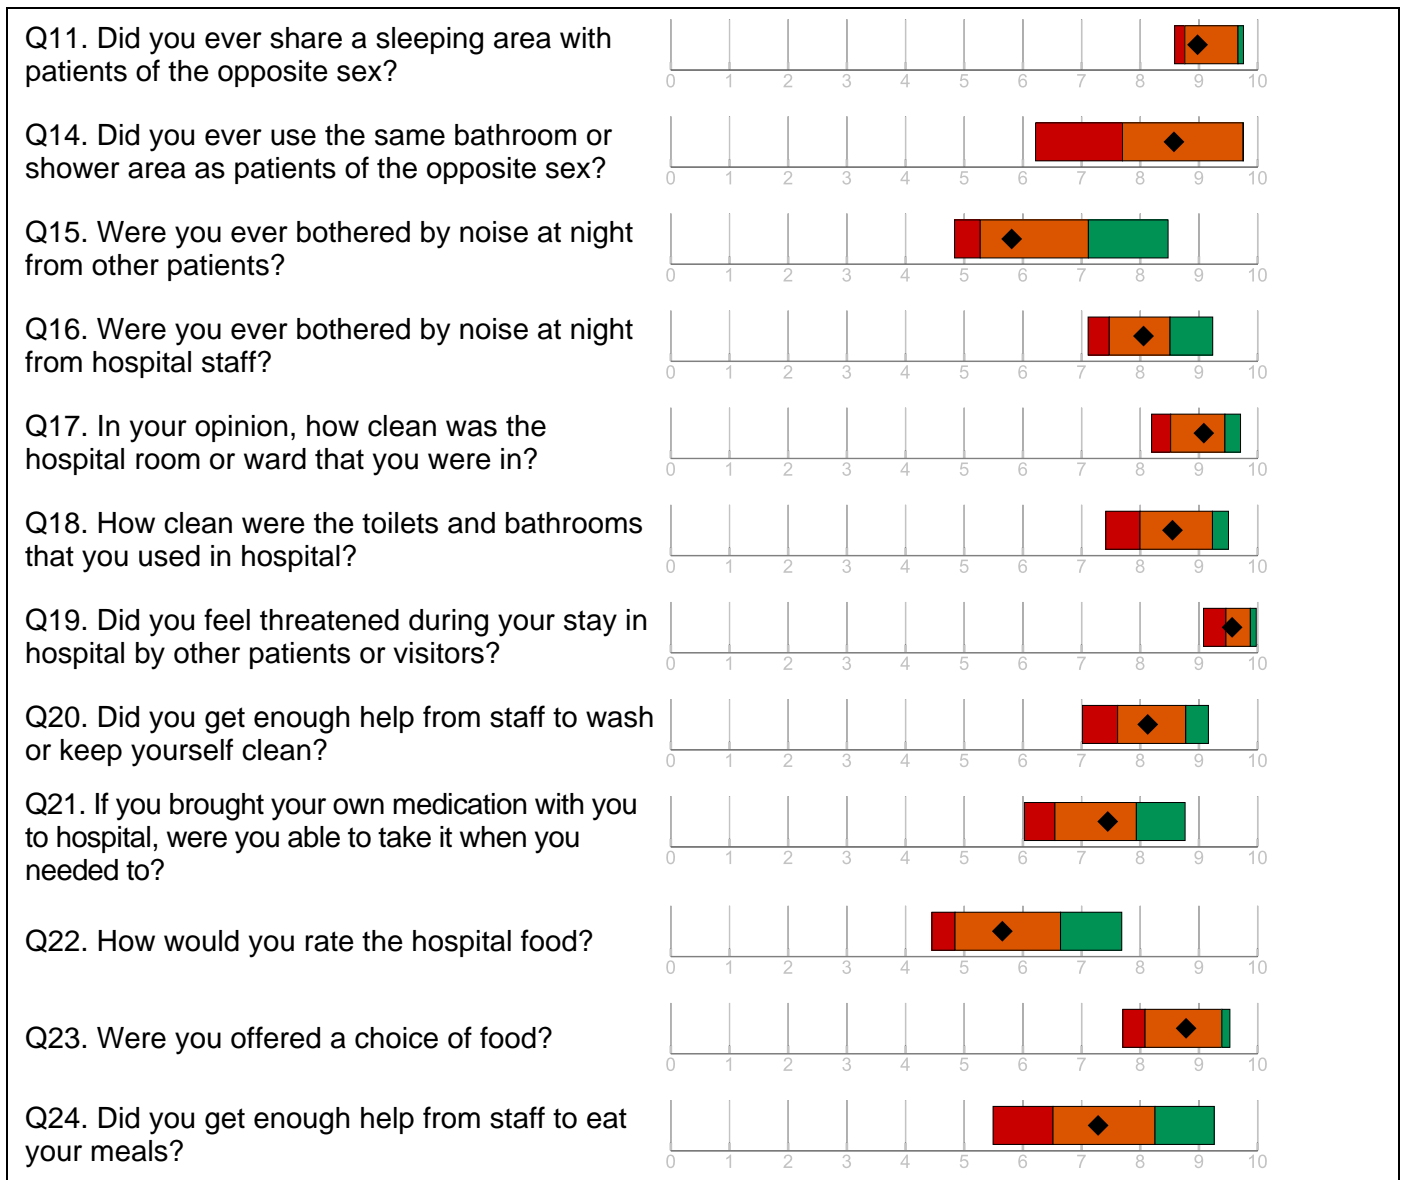 Q11. Did you ever share a sleeping area with
patients of the opposite sex?
0 1 2 3 4 5 6 7 8 9 10
Q14. Did you ever use the same bathroom or
shower area as patients of the opposite sex?
0 1 2 3 4 5 6 7 8 9 10
Q15. Were you ever bothered by noise at night
from other patients?
0 1 2 3 4 5 6 7 8 9 10
Q16. Were you ever bothered by noise at night
from hospital staff?
0 1 2 3 4 5 6 7 8 9 10
Q17. In your opinion, how clean was the
hospital room or ward that you were in?
0 1 2 3 4 5 6 7 8 9 10
Q18. How clean were the toilets and bathrooms
that you used in hospital?
0 1 2 3 4 5 6 7 8 9 10
Q19. Did you feel threatened during your stay in
hospital by other patients or visitors?
0 1 2 3 4 5 6 7 8 9 10
Q20. Did you get enough help from staff to wash
or keep yourself clean?
0 1 2 3 4 5 6 7 8 9 10
Q21. If you brought your own medication with you
to hospital, were you able to take it when you
needed to?
0 1 2 3 4 5 6 7 8 9 10
Q22. How would you rate the hospital food?
0 1 2 3 4 5 6 7 8 9 10
Q23. Were you offered a choice of food?
0 1 2 3 4 5 6 7 8 9 10
Q24. Did you get enough help from staff to eat
your meals?
0 1 2 3 4 5 6 7 8 9 10